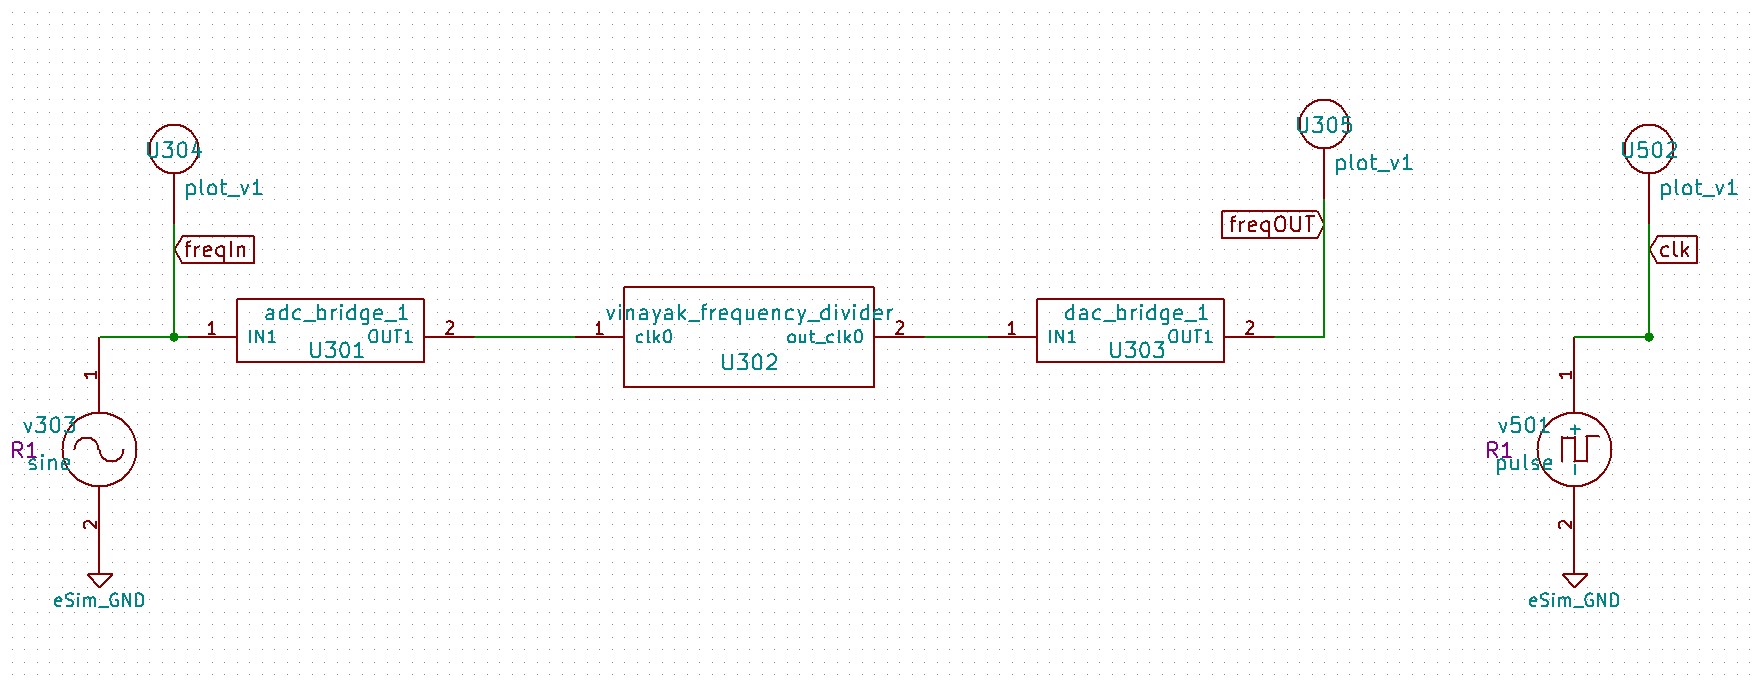 U304
plot_v1
freqIn
U305
plot_v1
freqOUT
U502
plot_v1
clk
1
adc_bridge_1
IN1
OUT1
U301
2
1
vinayak_frequency_divider
clk0
out_clk0
U302
2
1
dac_bridge_1
IN1
OUT1
U303
2
1
v303
R1
sine
2
eSim_GND
1
v501
R1
pulse
+
2
eSim_GND